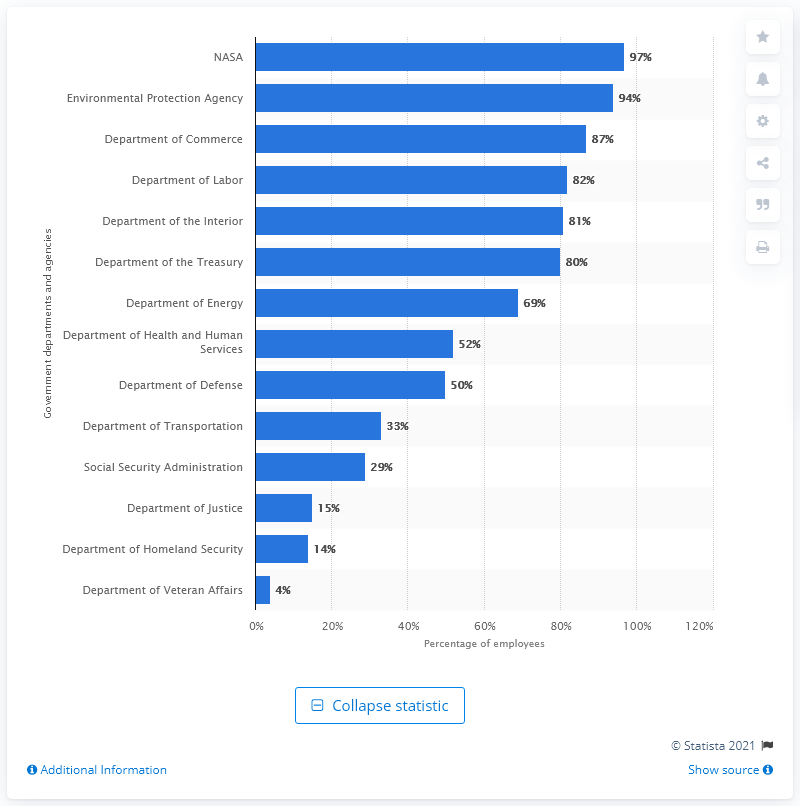 NASA 97%
Environmental Protection Agency 94%
Department of Commerce 87%
Department of Labor 82%
Department of the Interior 81%
Department of the Treasury 80%
Department of Energy 69%
Department of Health and Human
Services 52%
Department of Defense 50%
Department of Transportation 33%
Social Security Administration 29%
Department of Justice 15%
Department of Homeland Security 14%
Department of Veteran Affairs 4%
Government departments and agencies
0% 20% 40% 60% 80% 100% 120%
Percentage of employees
Collapse statistic
© Statista 2021
Additional Information Show source